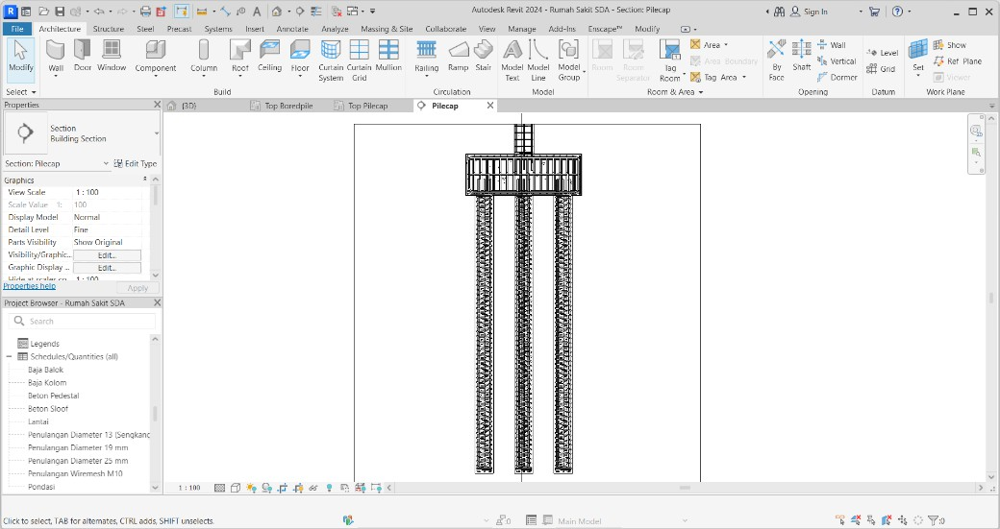 Autodesk Revit 2024 - Rumah Sakit SDA - Section: Pilecap
Sign In
File Architecture Structure Steel Precast Systems Insert Annotate Analyze Massing & Site Collaborate View Manage Add-Ins Enscape™ Modify
Modify
Wall
Door
Window
Component
Column
Roof
Ceiling
Floor
Curtain System
Curtain Grid
Mullion
Railing
Ramp
Stair
Model Text
Model Line
Model Group
Room
Room Separator
Tag Room
Area
Area Boundary
Tag Area
By Face
Shaft
Wall
Vertical
Dormer
Level
Grid
Set
Show
Ref Plane
Viewer
Select Build Circulation Model Room & Area Opening Datum Work Plane
Properties
{3D} Top Boredpile Top Pilecap Pilecap
Section
Building Section
Section: Pilecap Edit Type
Graphics
View Scale 1 : 100
Scale Value 1: 100
Display Model Normal
Detail Level Fine
Parts Visibility Show Original
Visibility/Graphic... Edit...
Graphic Display ... Edit...
Hide at scales co... 1 : 100
Properties help Apply
Project Browser - Rumah Sakit SDA
Search
Legends
Schedules/Quantities (all)
Baja Balok
Baja Kolom
Beton Pedestal
Beton Sloof
Lantai
Penulangan Diameter 13 (Sengkang
Penulangan Diameter 19 mm
Penulangan Diameter 25 mm
Penulangan Wiremesh M10
Pondasi
1 : 100
Click to select, TAB for alternates, CTRL adds, SHIFT unselects. :0 Main Model :0